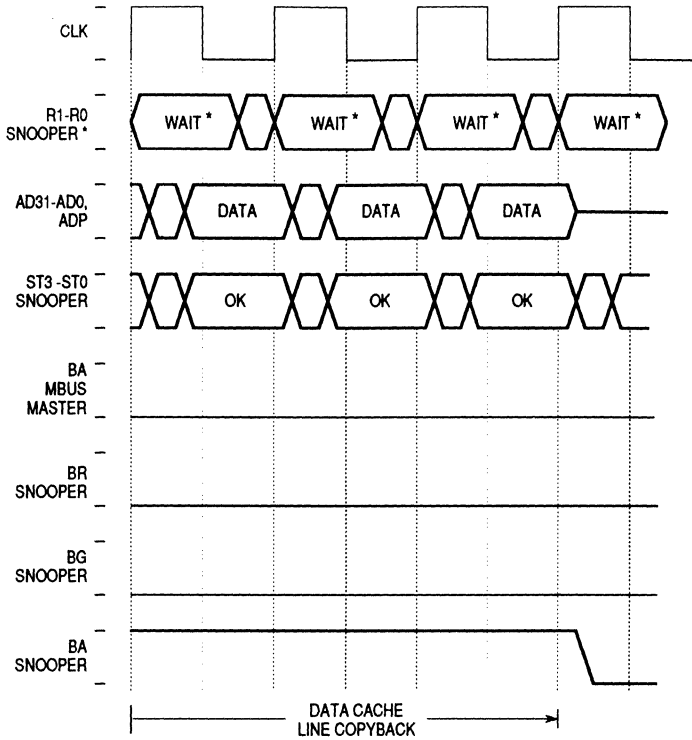 CLK
R1-R0
SNOOPER *
WAIT * WAIT * WAIT * WAIT *
AD31-AD0,
ADP
DATA DATA DATA
ST3 -ST0
SNOOPER
OK OK OK
BA
MBUS
MASTER
BR
SNOOPER
BG
SNOOPER
BA
SNOOPER
DATA CACHE
LINE COPYBACK